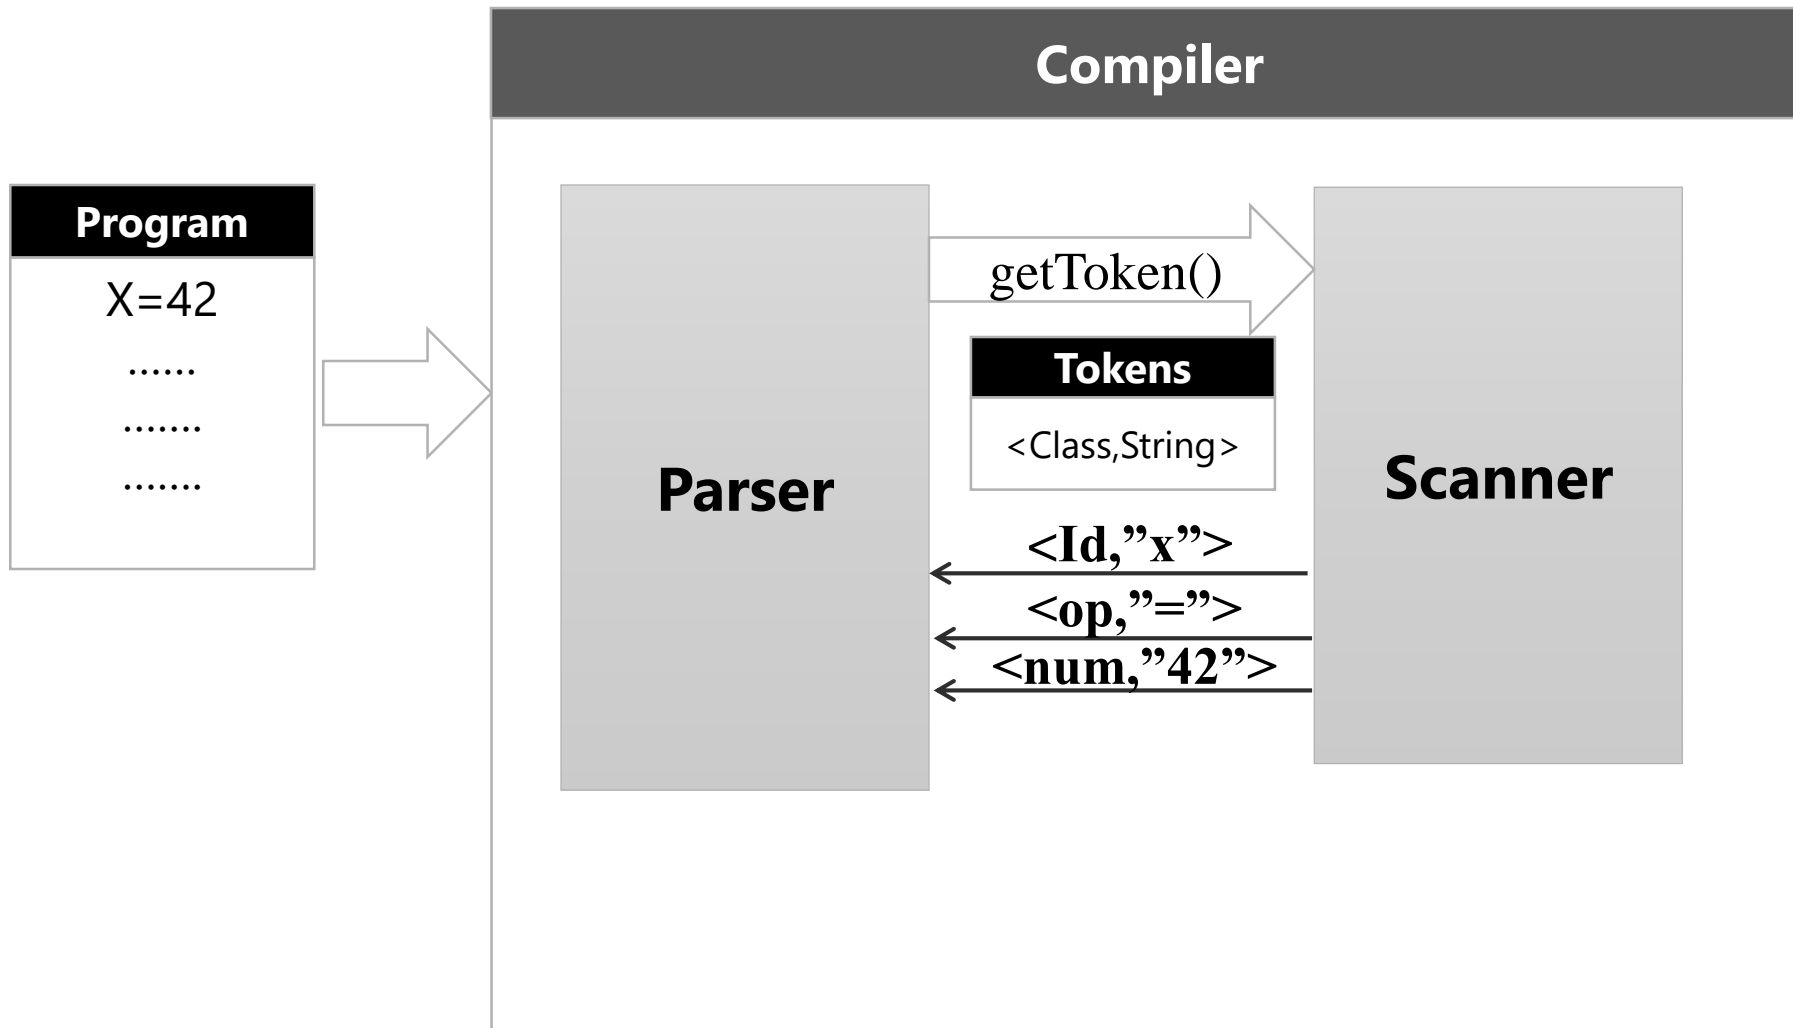 Compiler
Program
X=42
......
.......
.......
Parser
getToken()
Tokens
<Class,String>
<Id,”x”>
<op,”=”>
<num,”42”>
Scanner